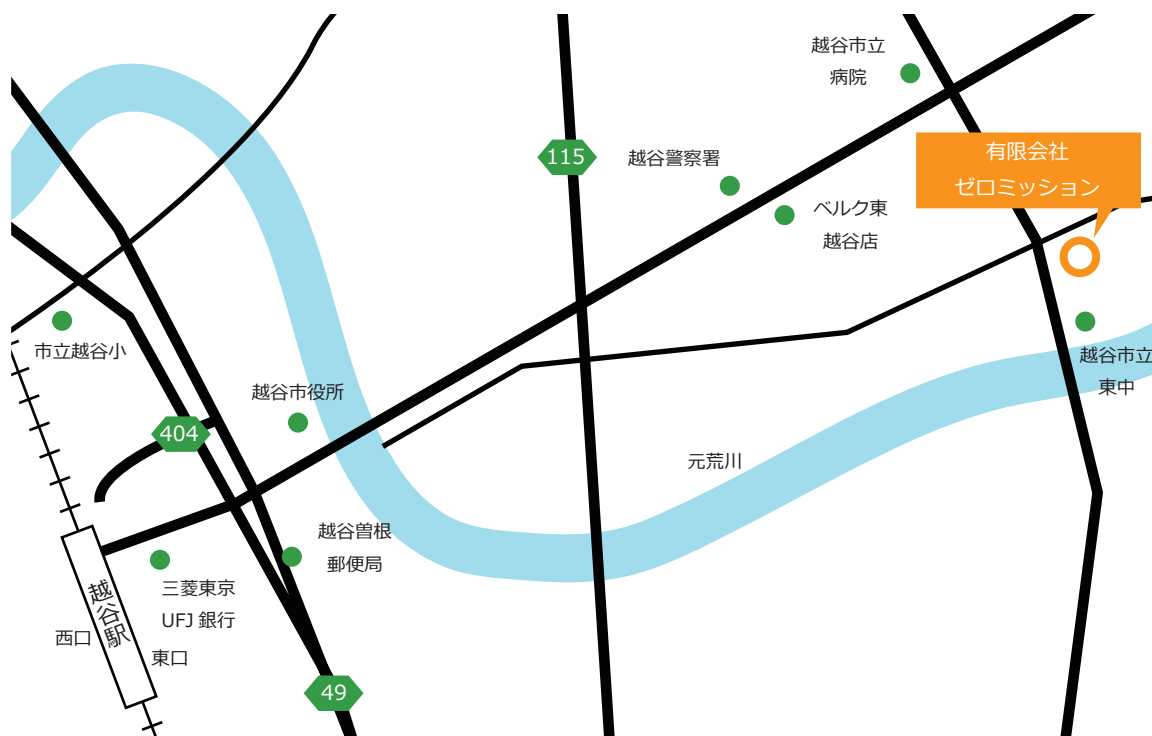 越谷市立
病院
有限会社
ゼロミッション
115
越谷警察署
ベルク東
越谷店
市立越谷小
越谷市役所
越谷市立
東中
404
元荒川
越谷曽根
郵便局
三菱東京
UFJ 銀行
越谷駅
西口
東口
49